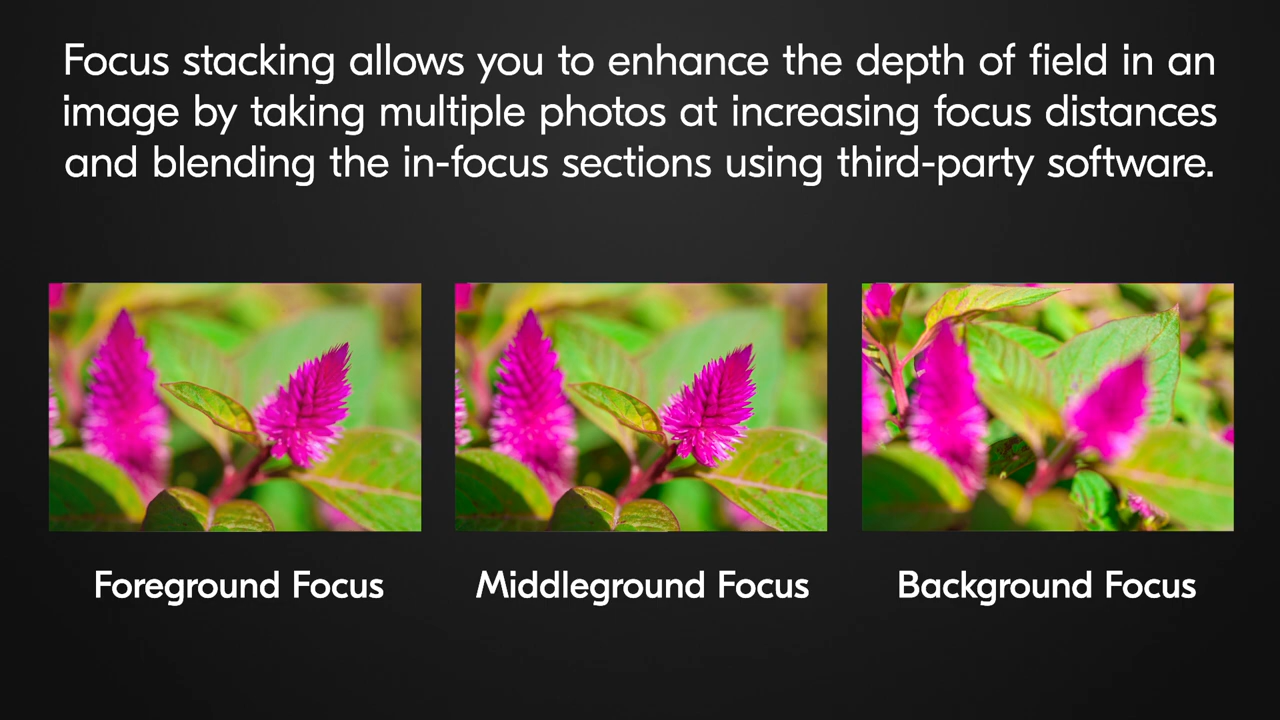 Focus stacking allows you to enhance the depth of field in an
image by taking multiple photos at increasing focus distances
and blending the in-focus sections using third-party software.
Foreground Focus
Middleground Focus
Background Focus